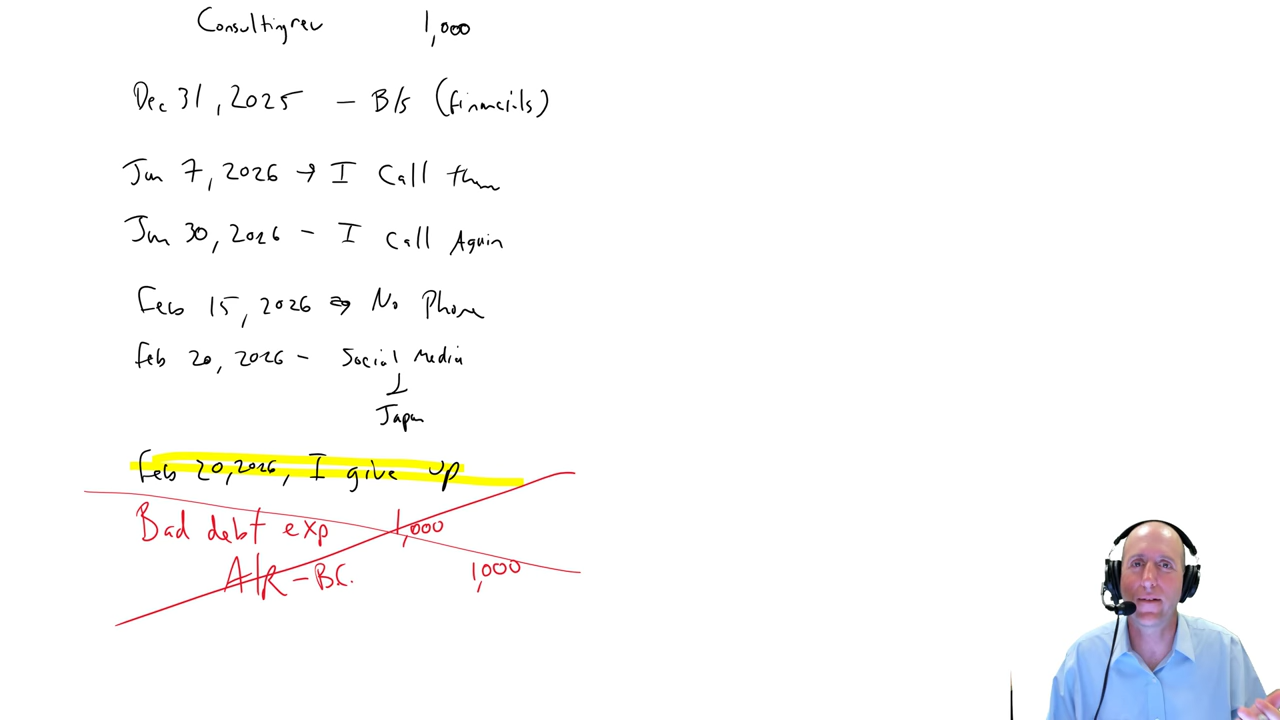 Consulting rev 1,000
Dec 31, 2025 - B/S (financials)
Jan 7, 2026 → I Call them
Jan 30, 2026 - I Call Again
Feb 15, 2026 ⇒ No Phone
Feb 20, 2026 - Social Media
Japan
Feb 20, 2026, I give up
Bad debt exp 1,000
A/R - B.C. 1,000